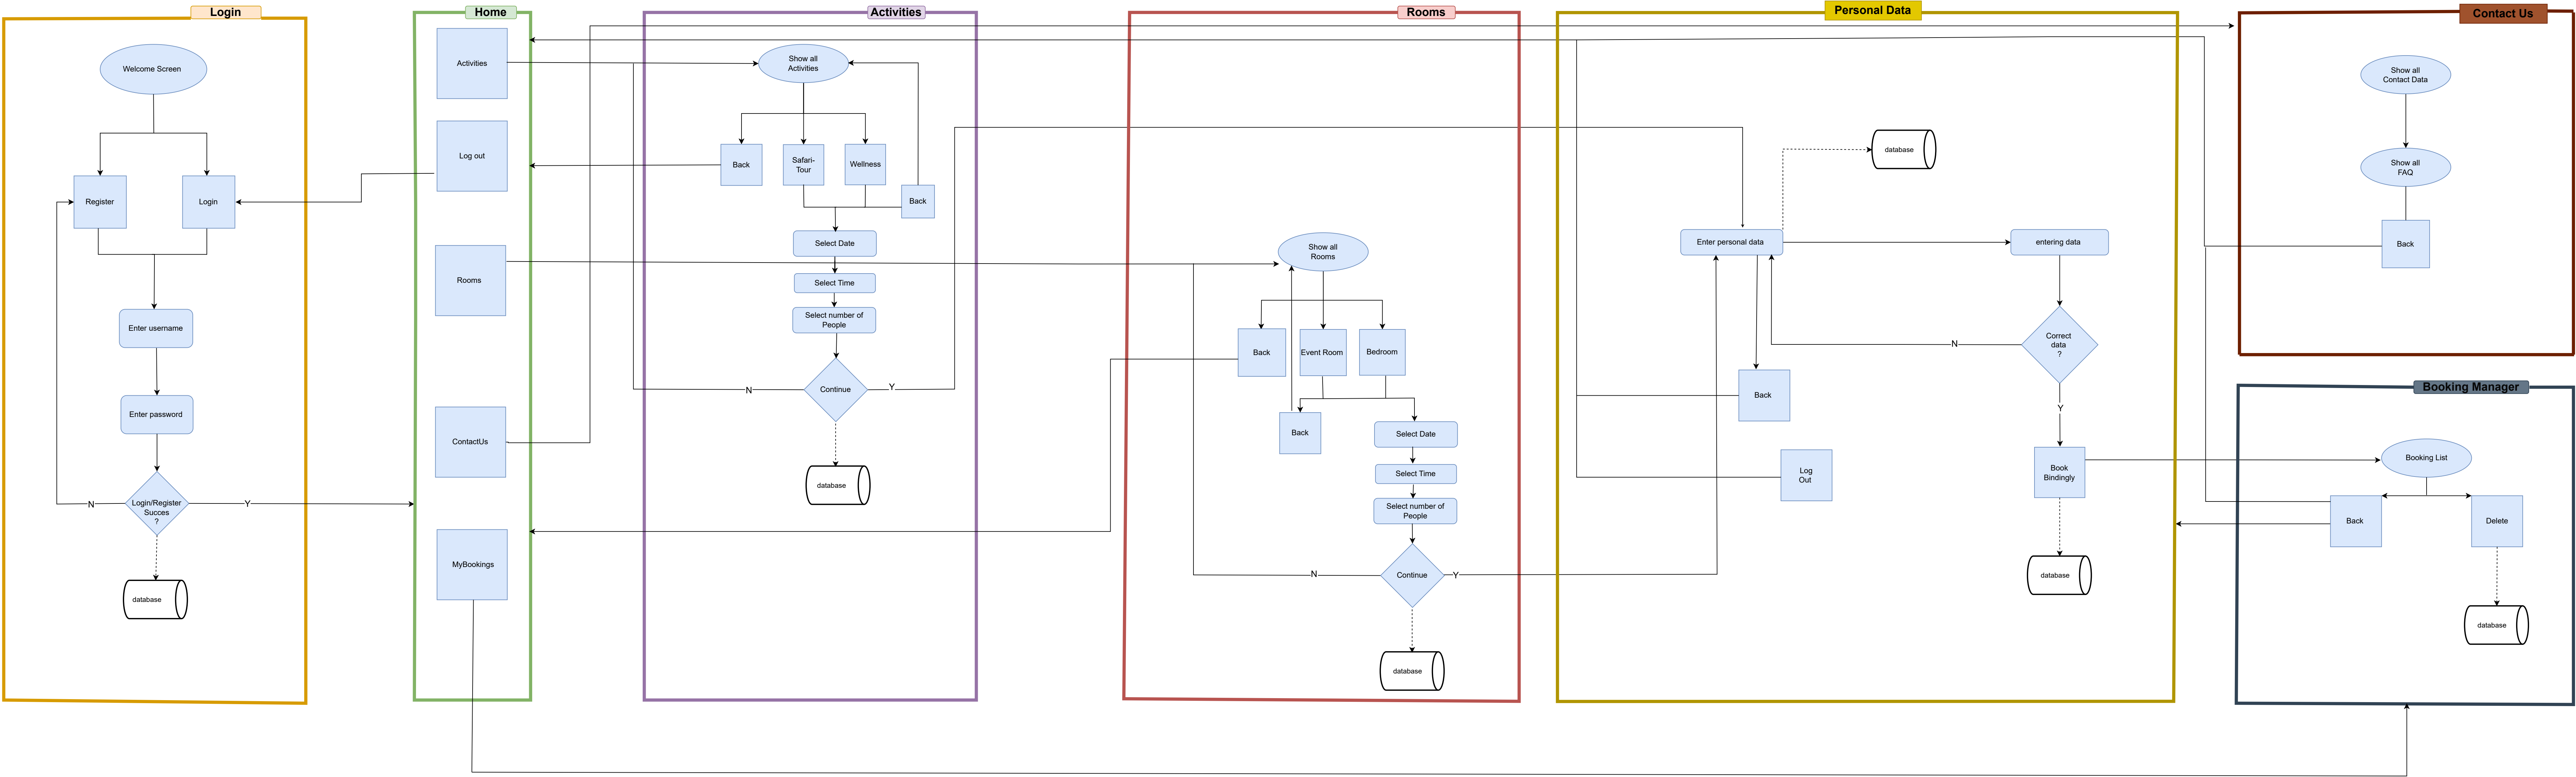 Login
Welcome Screen
Register
Login
Enter username
Enter password
Login/Register
Succes
?
N
Y
database
Home
Activities
Log out
Rooms
ContactUs
MyBookings
Activities
Show all
Activities
Back
Safari-
Tour
Wellness
Back
Select Date
Select Time
Select number of
People
Continue
N
Y
database
Rooms
Show all
Rooms
Back
Event Room
Bedroom
Back
Select Date
Select Time
Select number of
People
Continue
N
Y
database
Personal Data
database
Enter personal data
entering data
Correct
data
?
N
Y
Back
Log
Out
Book
Bindingly
database
Contact Us
Show all
Contact Data
Show all
FAQ
Back
Booking Manager
Booking List
Back
Delete
database